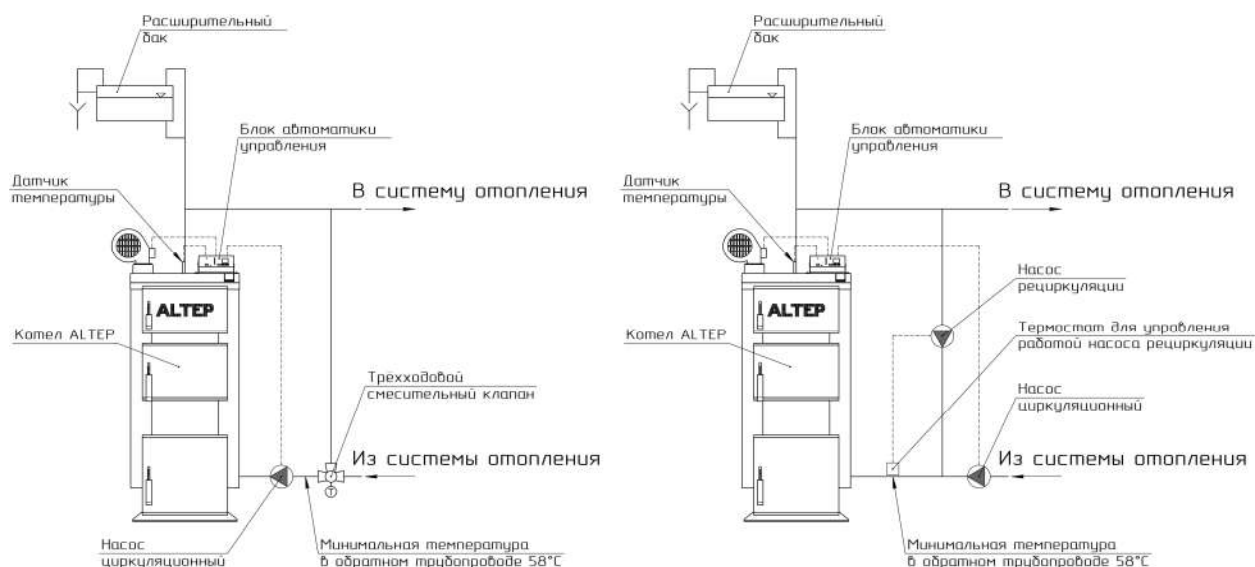 Расширительный
бак
Блок автоматики
управления
Датчик
температуры
В систему отопления
ALTEP
Котел ALTEP
Трёхходовой
смесительный клапан
Из системы отопления
T
Насос
циркуляционный
Минимальная температура
в обратном трубопроводе 58°C
Расширительный
бак
Блок автоматики
управления
Датчик
температуры
В систему отопления
Насос
рециркуляции
ALTEP
Термостат для управления
работой насоса рециркуляции
Котел ALTEP
Насос
циркуляционный
Из системы отопления
Минимальная температура
в обратном трубопроводе 58°C